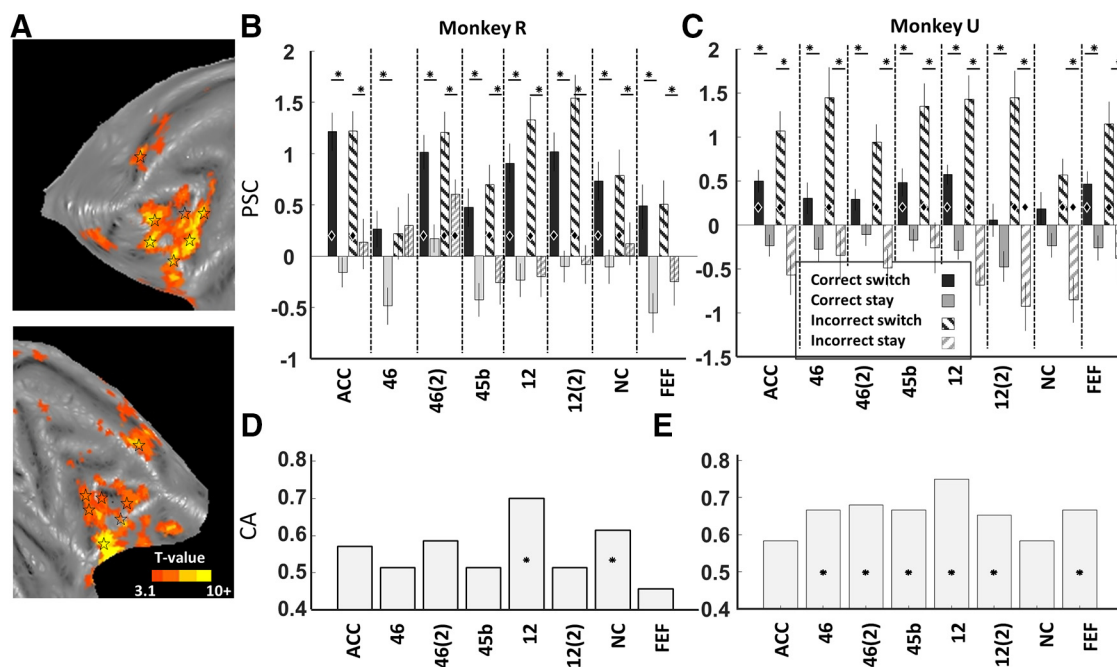 A
T-value
3.1 10+
B
Monkey R
PSC
2
1.5
1
0.5
0
-0.5
-1
ACC 46 46(2) 45b 12 12(2) NC FEF
C
Monkey U
2
1.5
1
0.5
0
-0.5
-1
-1.5
Correct switch
Correct stay
Incorrect switch
Incorrect stay
ACC 46 46(2) 45b 12 12(2) NC FEF
D
CA
0.8
0.7
0.6
0.5
0.4
ACC 46 46(2) 45b 12 12(2) NC FEF
E
0.8
0.7
0.6
0.5
0.4
ACC 46 46(2) 45b 12 12(2) NC FEF